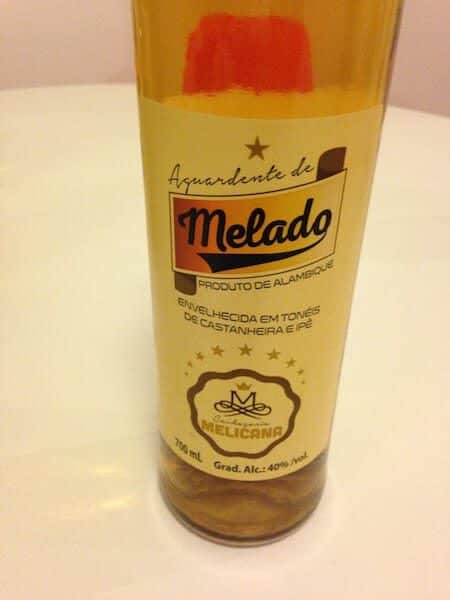 Aguardente de
Melado
PRODUTO DE ALAMBIQUE
ENVELHECIDA EM TONÉIS
DE CASTANHEIRA E IPÊ
M
Cachaçaria
MELICANA
700 mL
Grad. Alc.: 40% /vol.